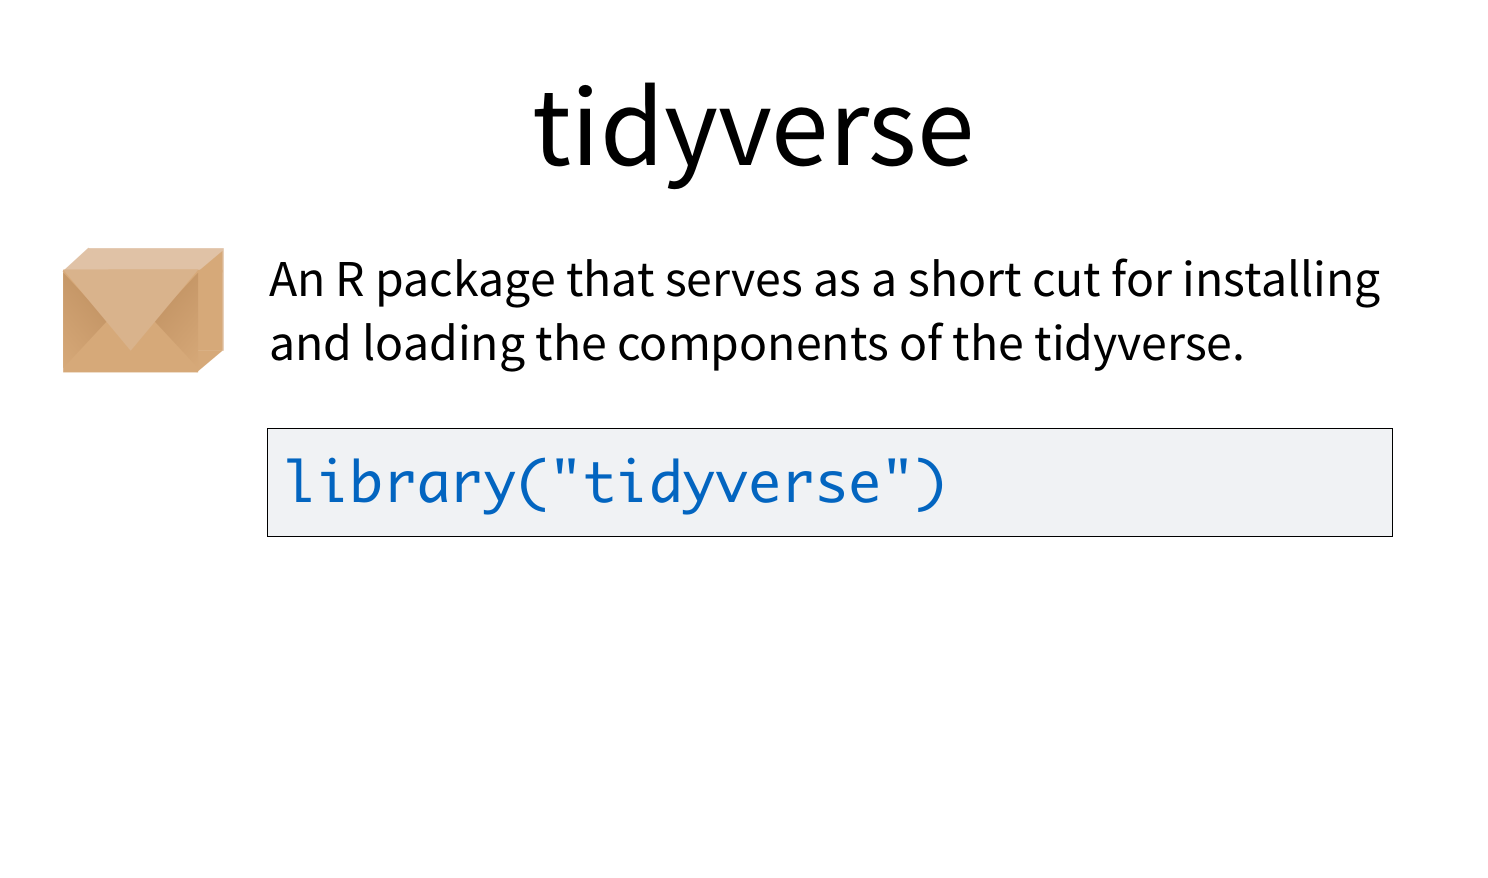 tidyverse
An R package that serves as a short cut for installing
and loading the components of the tidyverse.
library("tidyverse")